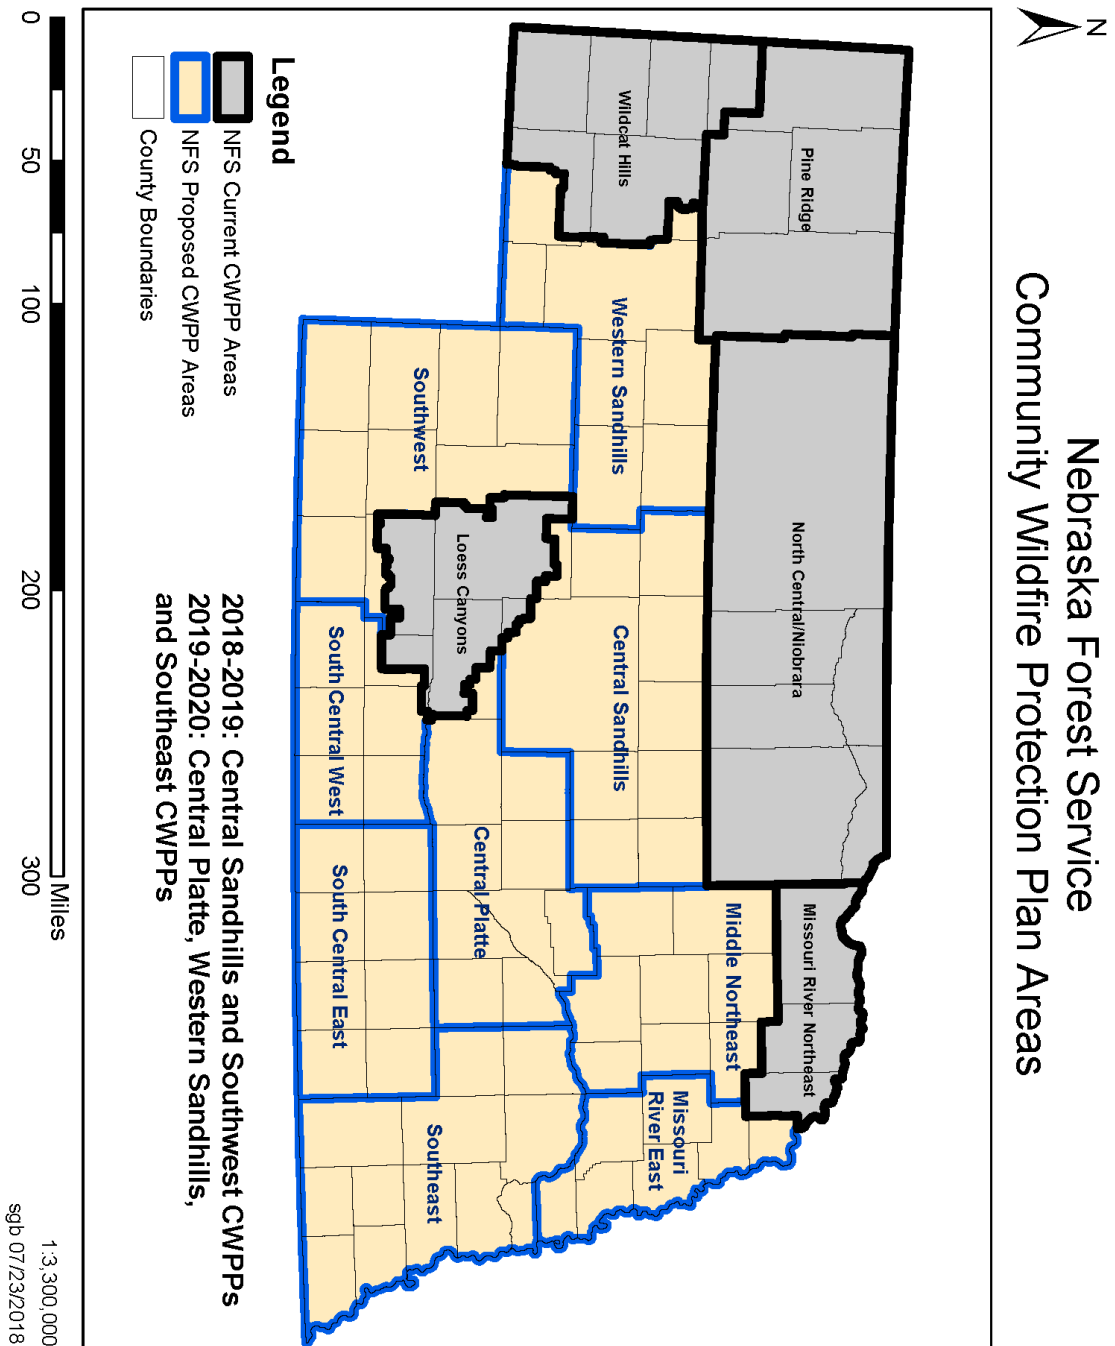 Nebraska Forest Service
Community Wildfire Protection Plan Areas
N
Pine Ridge
Wildcat Hills
North Central/Niobrara
Missouri River Northeast
Western Sandhills
Central Sandhills
Middle Northeast
Missouri
River East
Southwest
Loess Canyons
Central Platte
Southeast
South Central West
South Central East
Legend
NFS Current CWPP Areas
NFS Proposed CWPP Areas
County Boundaries
2018-2019: Central Sandhills and Southwest CWPPs
2019-2020: Central Platte, Western Sandhills,
and Southeast CWPPs
0 50 100 200 300
Miles
1:3,300,000
sgb 07/23/2018